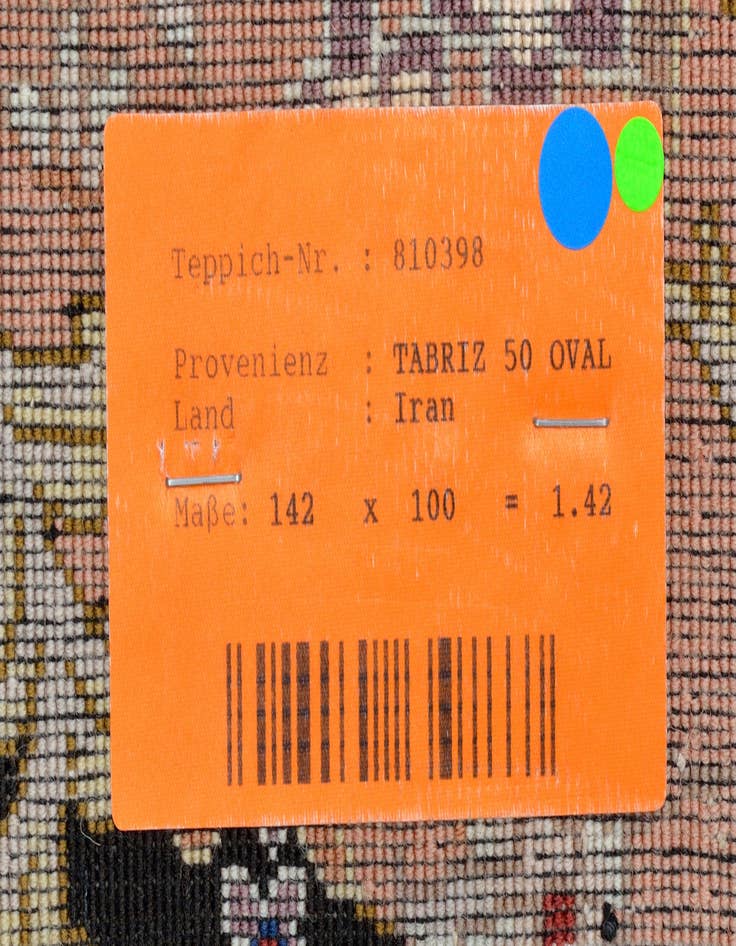 Teppich-Nr. : 810398
Provenienz : TABRIZ 50 OVAL
Land : Iran
Maße: 142 x 100 = 1.42